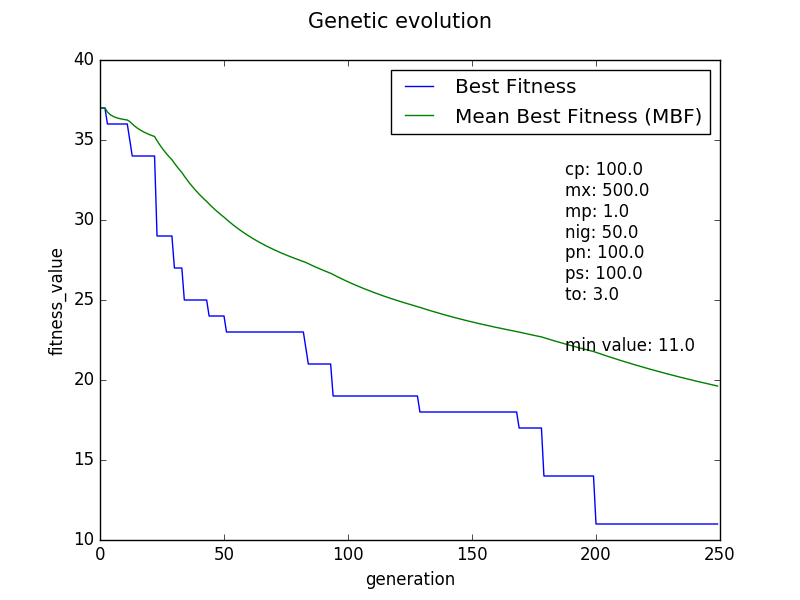 Genetic evolution
40
35
30
25
20
15
10
fitness_value
Best Fitness
Mean Best Fitness (MBF)
cp: 100.0
mx: 500.0
mp: 1.0
nig: 50.0
pn: 100.0
ps: 100.0
to: 3.0
min value: 11.0
0 50 100 150 200 250
generation